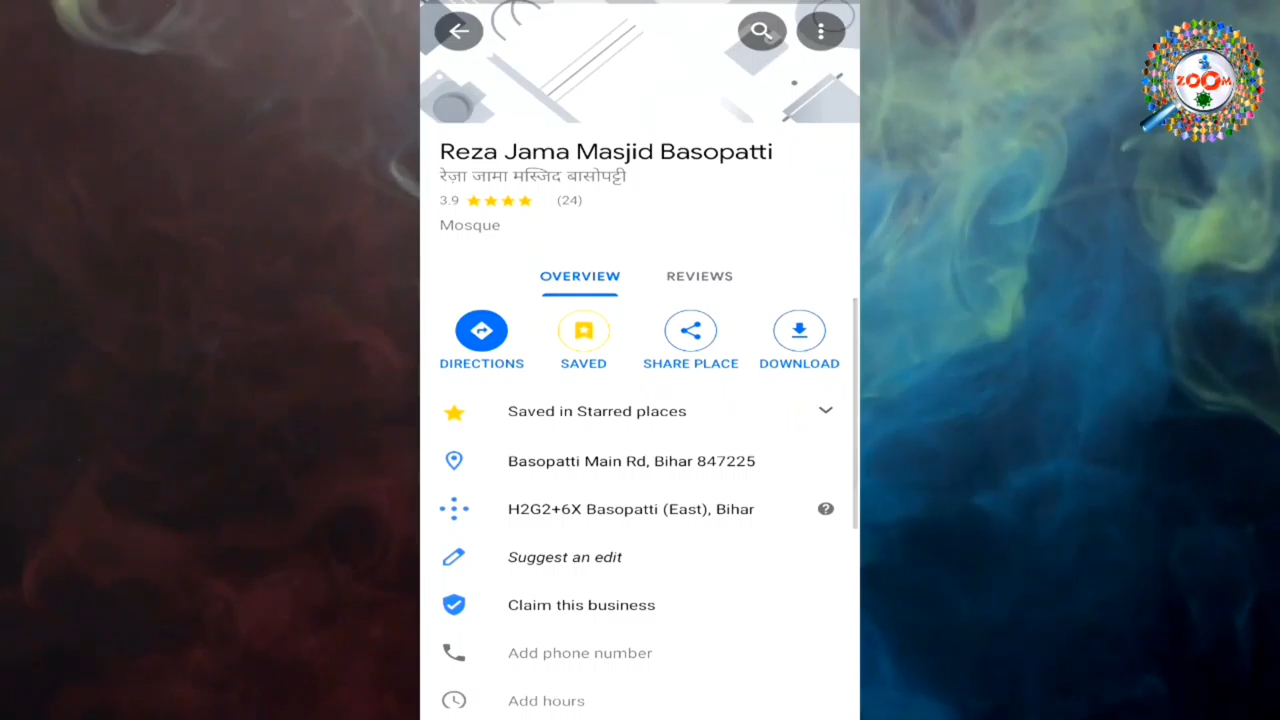 ZOOM
Reza Jama Masjid Basopatti
रेज़ा जामा मस्जिद बासोपट्टी
3.9 (24)
Mosque
OVERVIEW REVIEWS
DIRECTIONS SAVED SHARE PLACE DOWNLOAD
Saved in Starred places
Basopatti Main Rd, Bihar 847225
H2G2+6X Basopatti (East), Bihar
Suggest an edit
Claim this business
Add phone number
Add hours